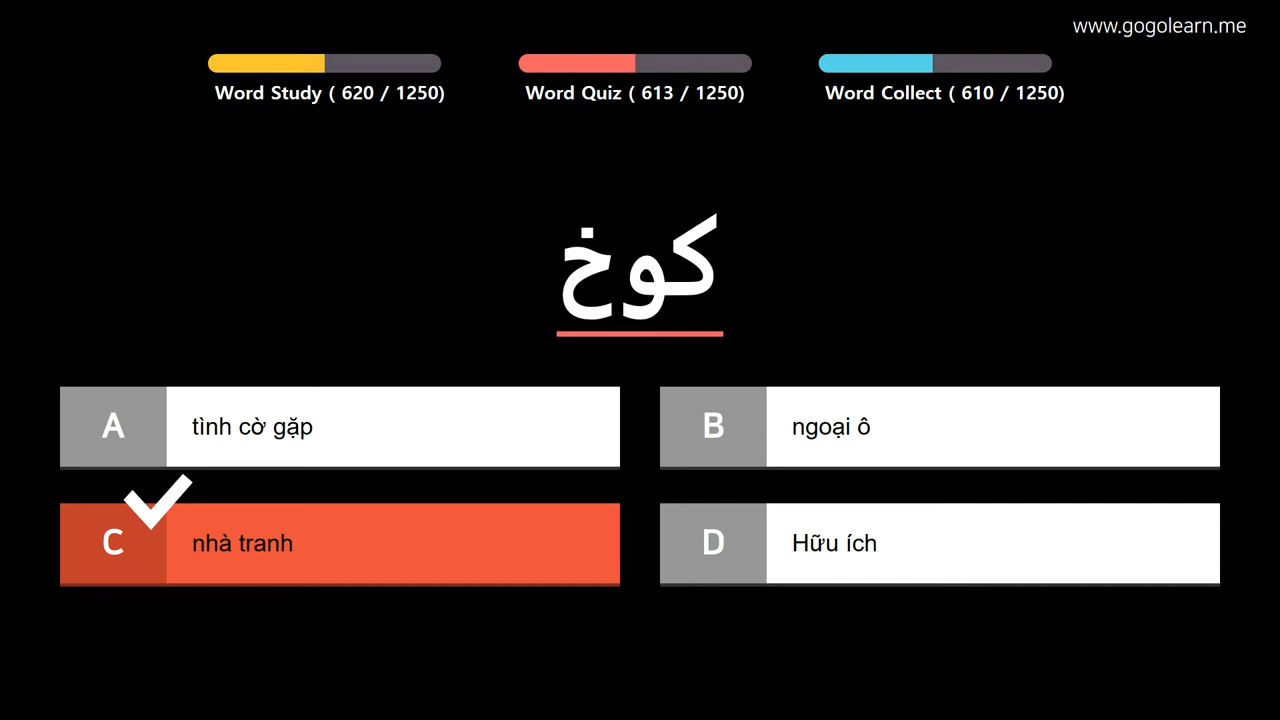 www.gogolearn.me
Word Study ( 620 / 1250)
Word Quiz ( 613 / 1250)
Word Collect ( 610 / 1250)
كوخ
A
tình cờ gặp
B
ngoại ô
C
nhà tranh
D
Hữu ích